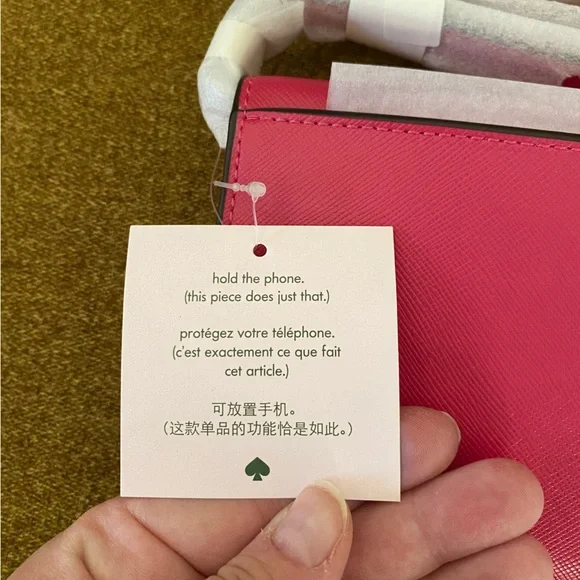 hold the phone.
(this piece does just that.)
protégez votre téléphone.
(c'est exactement ce que fait
cet article.)
可放置手机。
(这款单品的功能恰是如此。)